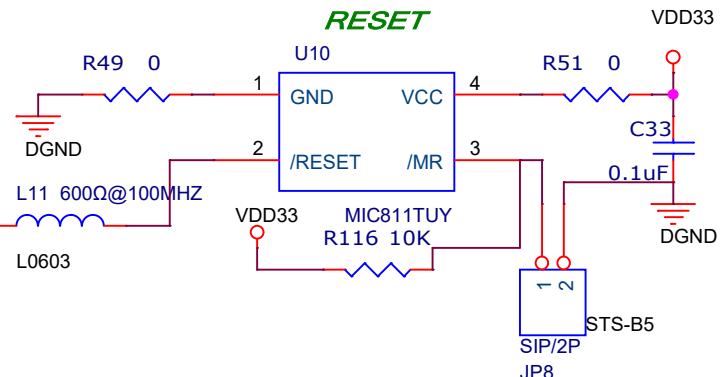 RESET
VDD33
U10
R49 0
R51 0
1
4
GND
VCC
DGND
C33
2
3
/RESET
/MR
0.1uF
L11 600Ω@100MHZ
VDD33
MIC811TUY
R116 10K
DGND
L0603
1
2
STS-B5
SIP/2P
JP8